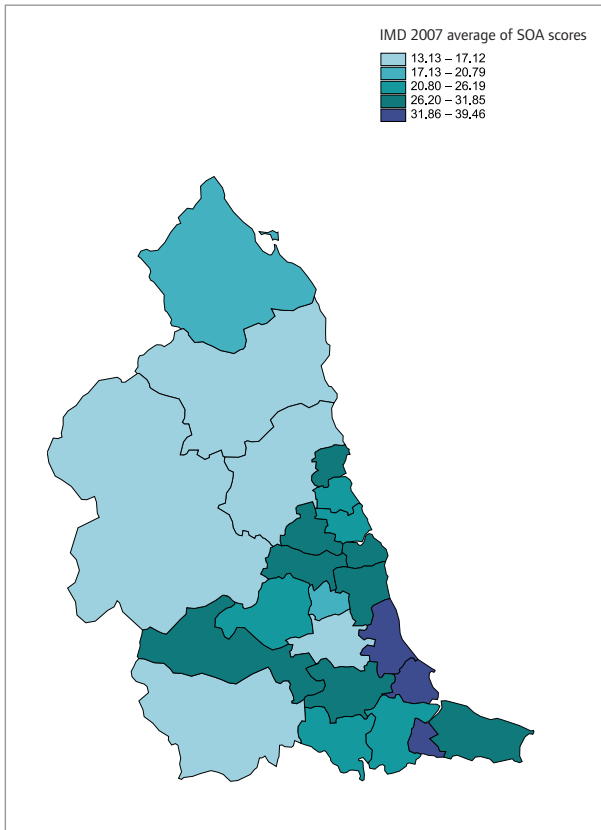 IMD 2007 average of SOA scores
13.13 – 17.12
17.13 – 20.79
20.80 – 26.19
26.20 – 31.85
31.86 – 39.46